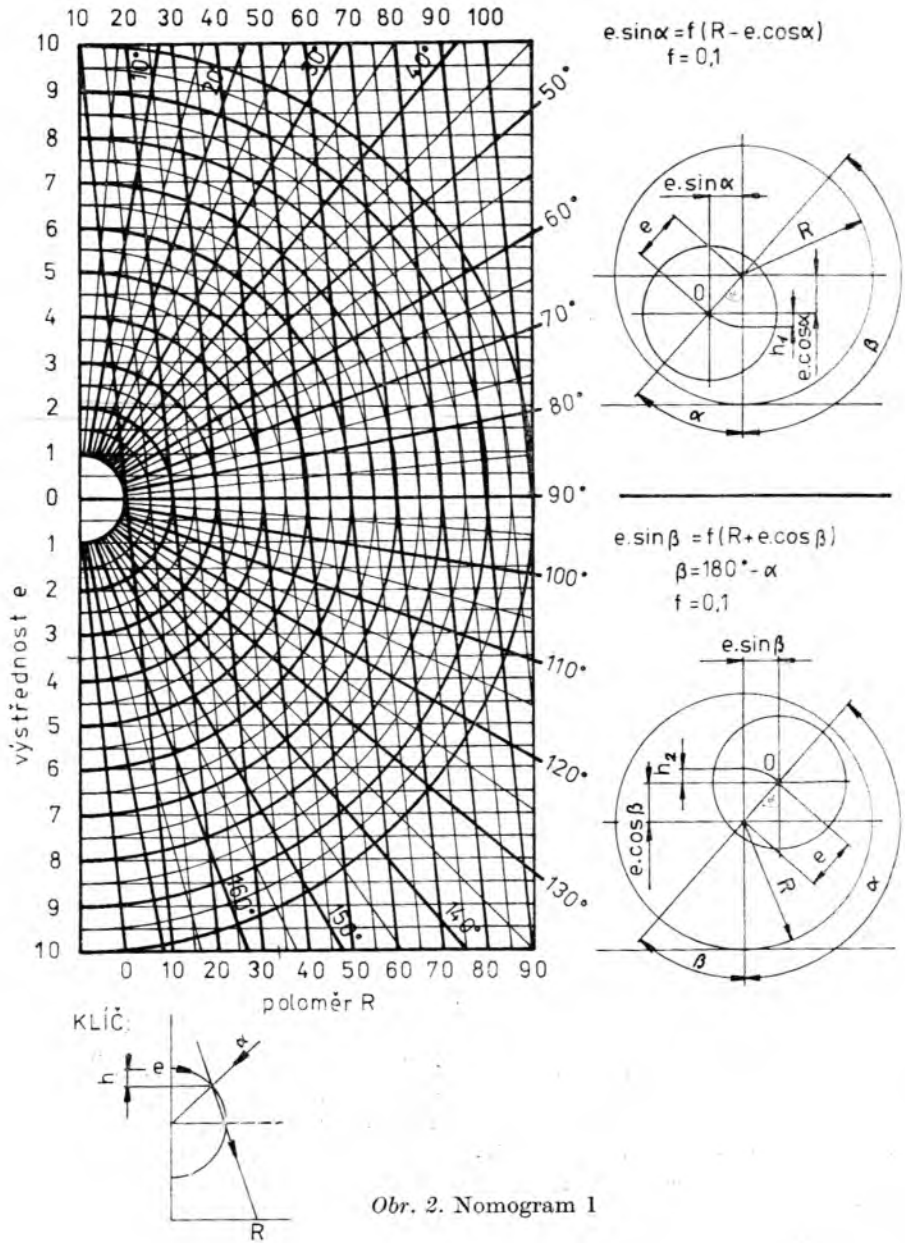 10 20 30 40 50 60 70 80 90 100
10
9
8
7
6
5
4
3
2
1
0
1
2
3
4
5
6
7
8
9
10
výstřednost e
10°
20
30°
40°
50°
60°
70°
80°
90°
100°
110°
120°
130°
140°
150°
160°
0 10 20 30 40 50 60 70 80 90
poloměr R
e.sinα=f(R-e.cosα)
f=0,1
e.sinα
e
R
0
α
h1
e.cosα
β
α
e.sinβ=f(R+e.cosβ)
β=180°-α
f=0,1
e.sinβ
h2
0
α
e.cosβ
e
R
α
β
KLÍČ:
h
e
α
R
Obr. 2. Nomogram 1